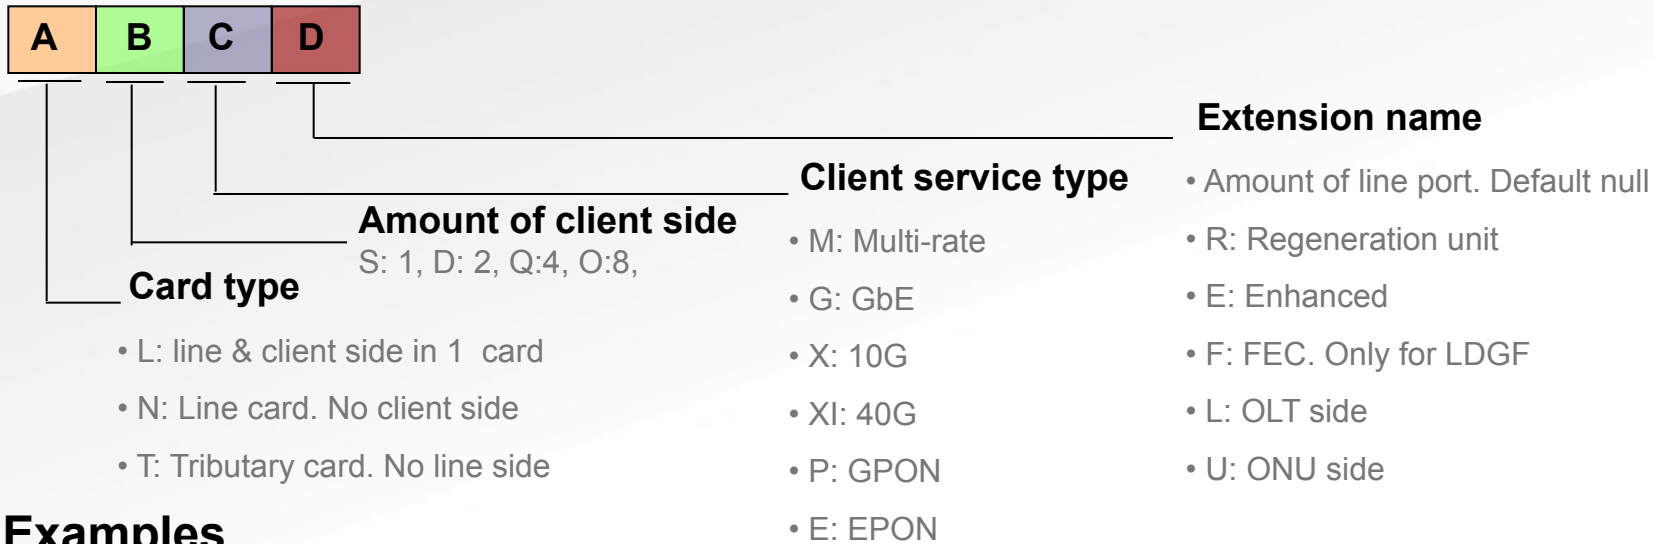 A B C D
Extension name
• Amount of line port. Default null
• R: Regeneration unit
• E: Enhanced
• F: FEC. Only for LDGF
• L: OLT side
• U: ONU side
Client service type
• M: Multi-rate
• G: GbE
• X: 10G
• XI: 40G
• P: GPON
• E: EPON
Amount of client side
S: 1, D: 2, Q:4, O:8,
Card type
• L: line & client side in 1 card
• N: Line card. No client side
• T: Tributary card. No line side
Examples